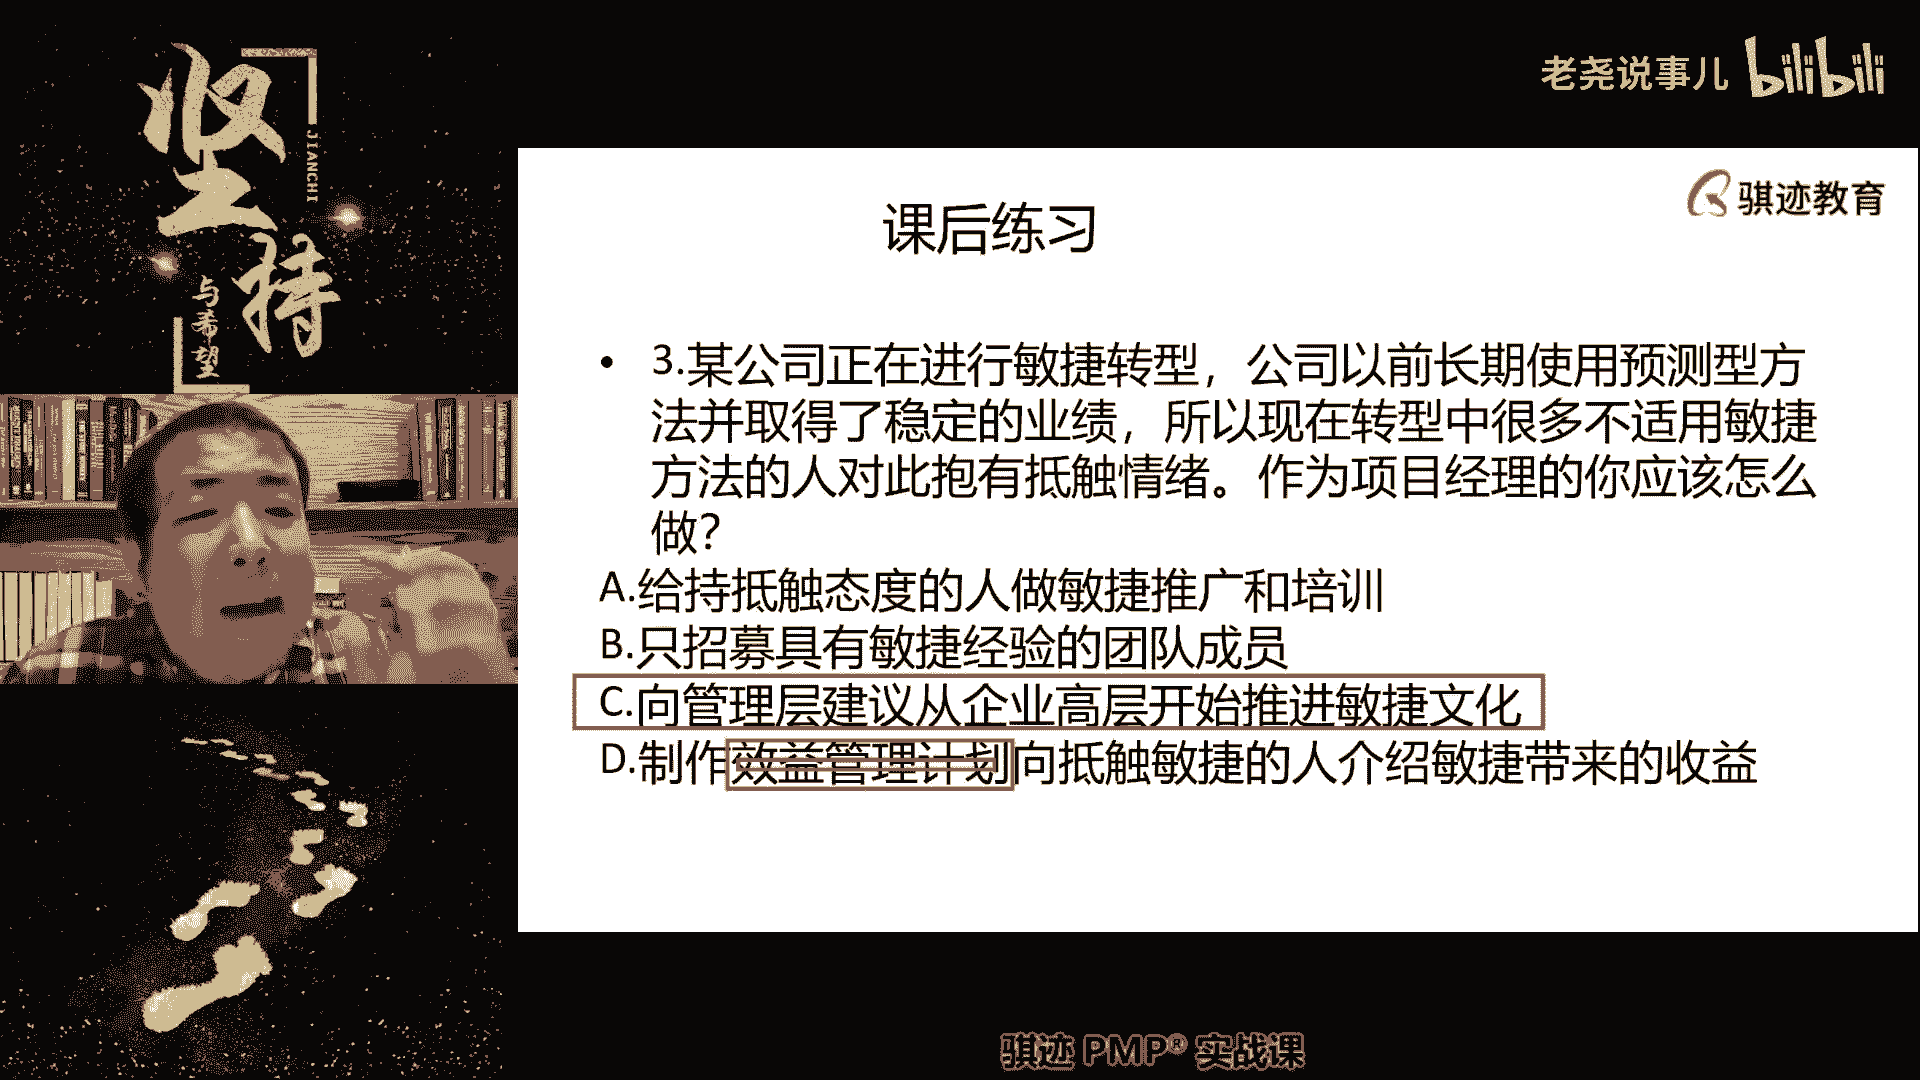 坚持
JIANCHI
与希望
老尧说事儿 bilibili
骐迹教育
课后练习
• 3.某公司正在进行敏捷转型，公司以前长期使用预测型方
法并取得了稳定的业绩，所以现在转型中很多不适用敏捷
方法的人对此抱有抵触情绪。作为项目经理的你应该怎么
做？
A.给持抵触态度的人做敏捷推广和培训
B.只招募具有敏捷经验的团队成员
C.向管理层建议从企业高层开始推进敏捷文化
D.制作效益管理计划向抵触敏捷的人介绍敏捷带来的收益
骐迹 PMP® 实战课